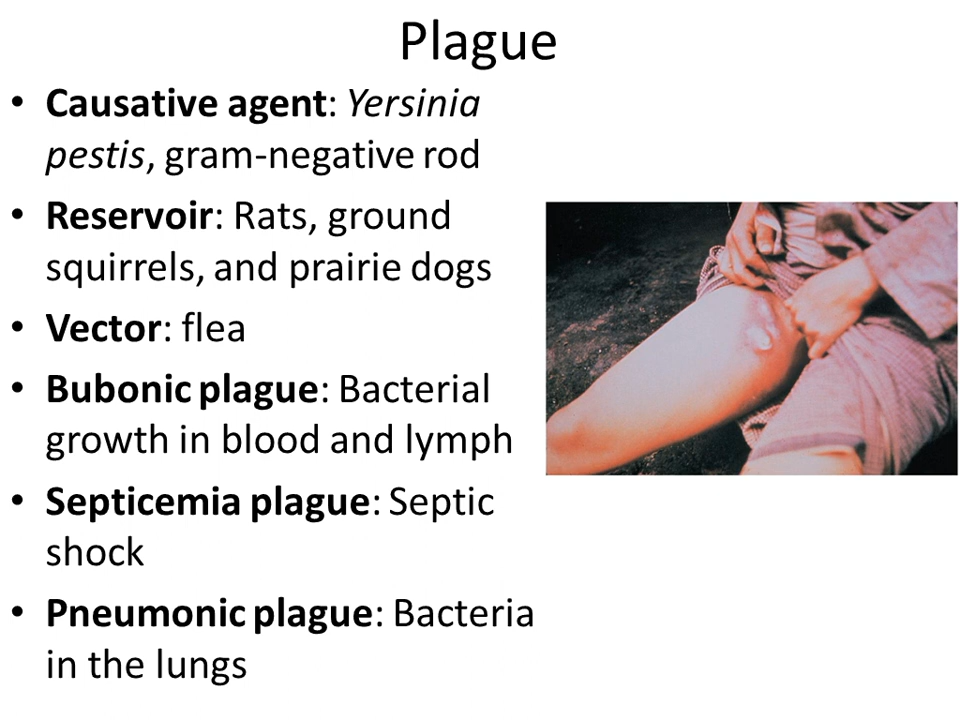 Plague
• Causative agent: Yersinia
pestis, gram-negative rod
• Reservoir: Rats, ground
squirrels, and prairie dogs
• Vector: flea
• Bubonic plague: Bacterial
growth in blood and lymph
• Septicemia plague: Septic
shock
• Pneumonic plague: Bacteria
in the lungs